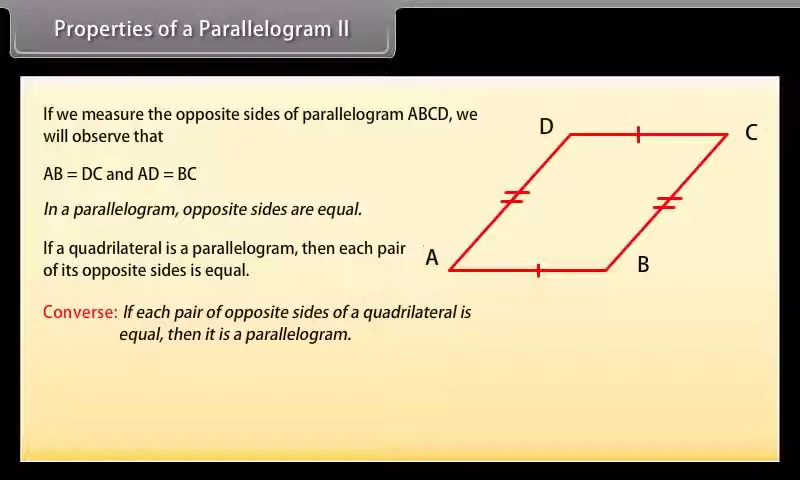 Properties of a Parallelogram II
If we measure the opposite sides of parallelogram ABCD, we
will observe that
AB = DC and AD = BC
In a parallelogram, opposite sides are equal.
If a quadrilateral is a parallelogram, then each pair
of its opposite sides is equal.
Converse: If each pair of opposite sides of a quadrilateral is
equal, then it is a parallelogram.
D
C
A
B